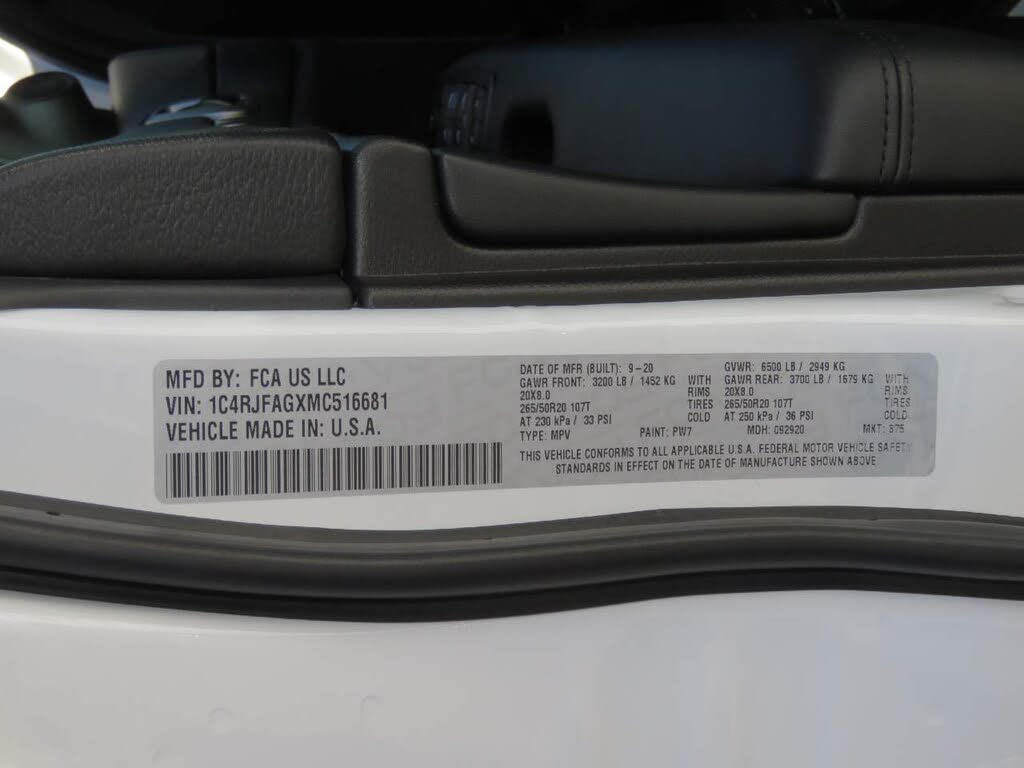 MFD BY: FCA US LLC
VIN: 1C4RJFAGXMC516681
VEHICLE MADE IN: U.S.A.
DATE OF MFR (BUILT): 9-20
GAWR FRONT: 3200 LB / 1452 KG WITH
20X8.0 RIMS
265/50R20 107T TIRES
AT 230 kPa / 33 PSI COLD
TYPE: MPV PAINT: PW7
GVWR: 6500 LB / 2949 KG
GAWR REAR: 3700 LB / 1679 KG WITH
20X8.0 RIMS
265/50R20 107T TIRES
AT 250 kPa / 36 PSI COLD
MDH: 092920 MKT:
THIS VEHICLE CONFORMS TO ALL APPLICABLE U.S.A. FEDERAL MOTOR VEHICLE SAFETY
STANDARDS IN EFFECT ON THE DATE OF MANUFACTURE SHOWN ABOVE